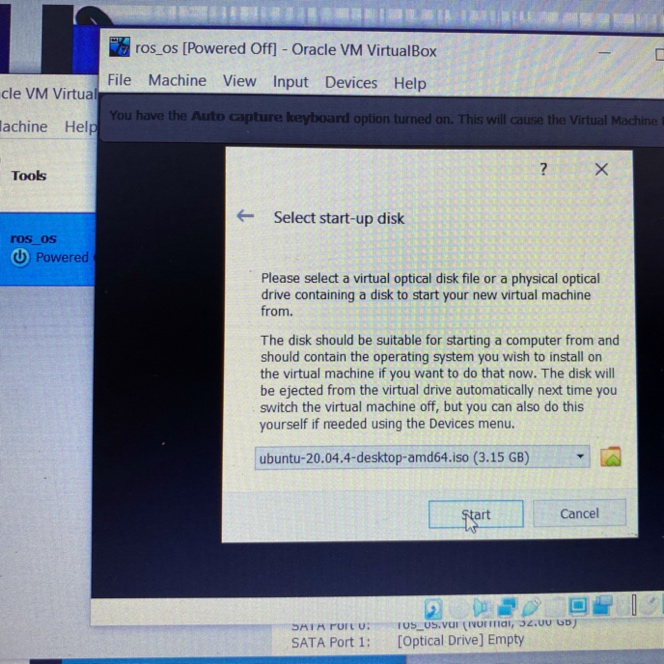 ros_os [Powered Off] - Oracle VM VirtualBox
File Machine View Input Devices Help
You have the Auto capture keyboard option turned on. This will cause the Virtual Machine
cle VM Virtual
Machine Help
Tools
ros_os
Powered
?
Select start-up disk
Please select a virtual optical disk file or a physical optical
drive containing a disk to start your new virtual machine
from.
The disk should be suitable for starting a computer from and
should contain the operating system you wish to install on
the virtual machine if you want to do that now. The disk will
be ejected from the virtual drive automatically next time you
switch the virtual machine off, but you can also do this
yourself if needed using the Devices menu.
ubuntu-20.04.4-desktop-amd64.iso (3.15 GB)
Start Cancel
SATA Port 0: ros_os.vdi (Normal, 32.00 GB)
SATA Port 1: [Optical Drive] Empty